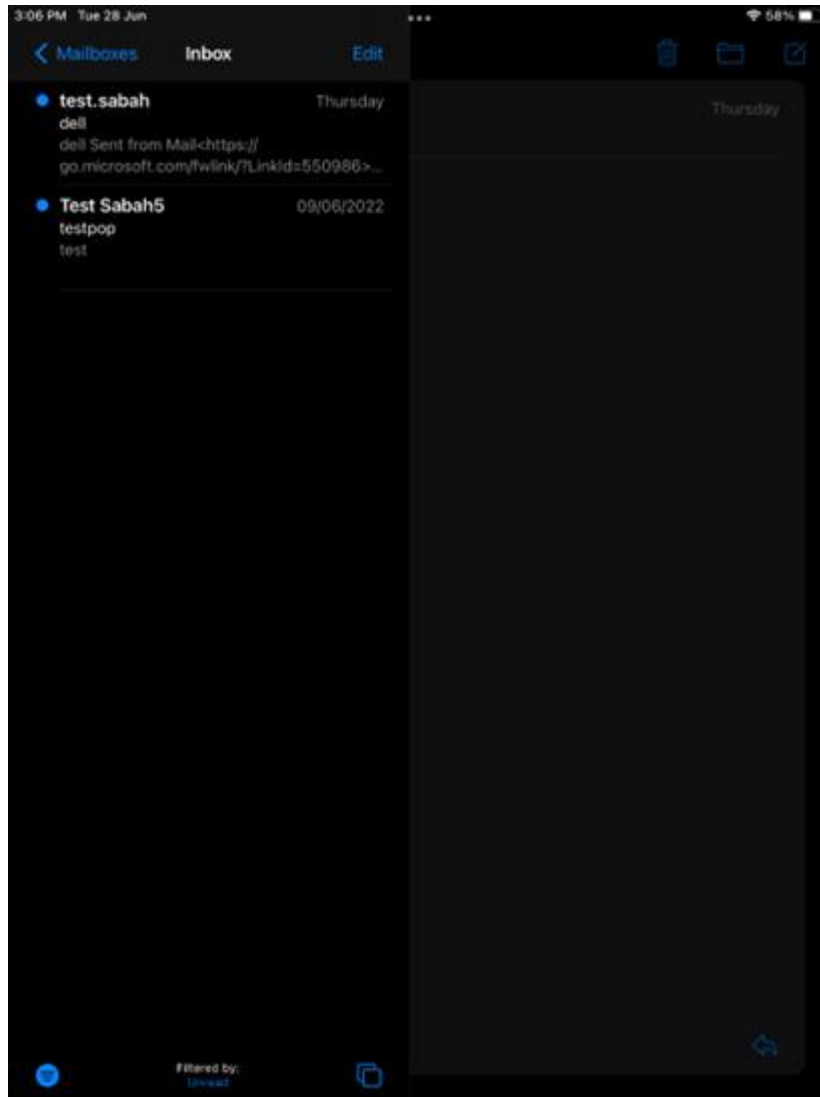 3:06 PM Tue 28 Jun
58%
Mailboxes
Inbox
Edit
test.sabah
Thursday
dell
dell Sent from Mail<https://
go.microsoft.com/fwlink/?LinkId=550986>...
Test Sabah5
09/06/2022
testpop
test
Thursday
Filtered by:
Unread